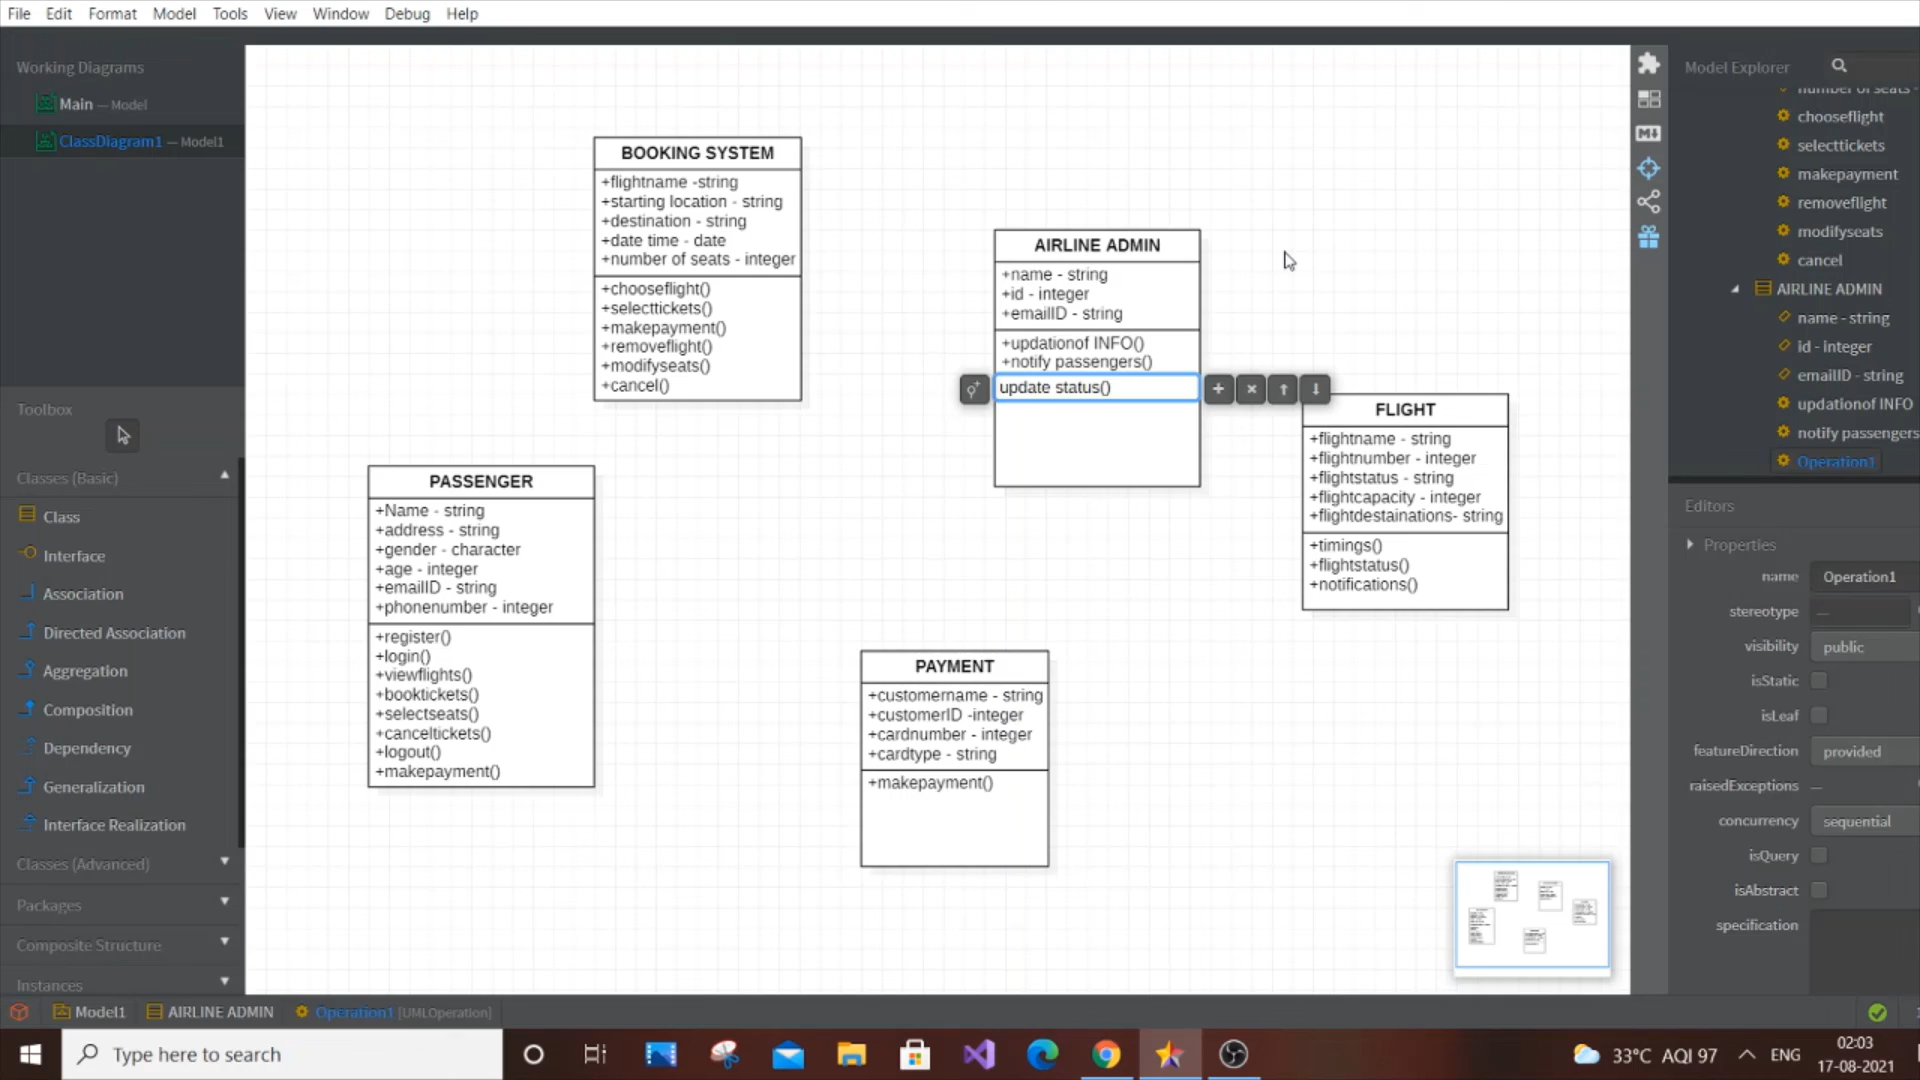 File Edit Format Model Tools View Window Debug Help
Working Diagrams
Main — Model
ClassDiagram1 — Model1
Toolbox
Classes (Basic)
Class
Interface
Association
Directed Association
Aggregation
Composition
Dependency
Generalization
Interface Realization
Classes (Advanced)
Packages
Composite Structure
Instances
BOOKING SYSTEM
+flightname -string
+starting location - string
+destination - string
+date time - date
+number of seats - integer
+chooseflight()
+selecttickets()
+makepayment()
+removeflight()
+modifyseats()
+cancel()
AIRLINE ADMIN
+name - string
+id - integer
+emailID - string
+updationof INFO()
+notify passengers()
update status()
FLIGHT
+flightname - string
+flightnumber - integer
+flightstatus - string
+flightcapacity - integer
+flightdestainations- string
+timings()
+flightstatus()
+notifications()
PASSENGER
+Name - string
+address - string
+gender - character
+age - integer
+emailID - string
+phonenumber - integer
+register()
+login()
+viewflights()
+booktickets()
+selectseats()
+canceltickets()
+logout()
+makepayment()
PAYMENT
+customername - string
+customerID -integer
+cardnumber - integer
+cardtype - string
+makepayment()
Model Explorer
number of seats -
chooseflight
selecttickets
makepayment
removeflight
modifyseats
cancel
AIRLINE ADMIN
name - string
id - integer
emailID - string
updationof INFO
notify passengers
Operation1
Editors
Properties
name Operation1
stereotype —
visibility public
isStatic
isLeaf
featureDirection provided
raisedExceptions —
concurrency sequential
isQuery
isAbstract
specification
Model1 AIRLINE ADMIN Operation1 [UMLOperation]
Type here to search
33°C AQI 97 ENG
02:03
17-08-2021